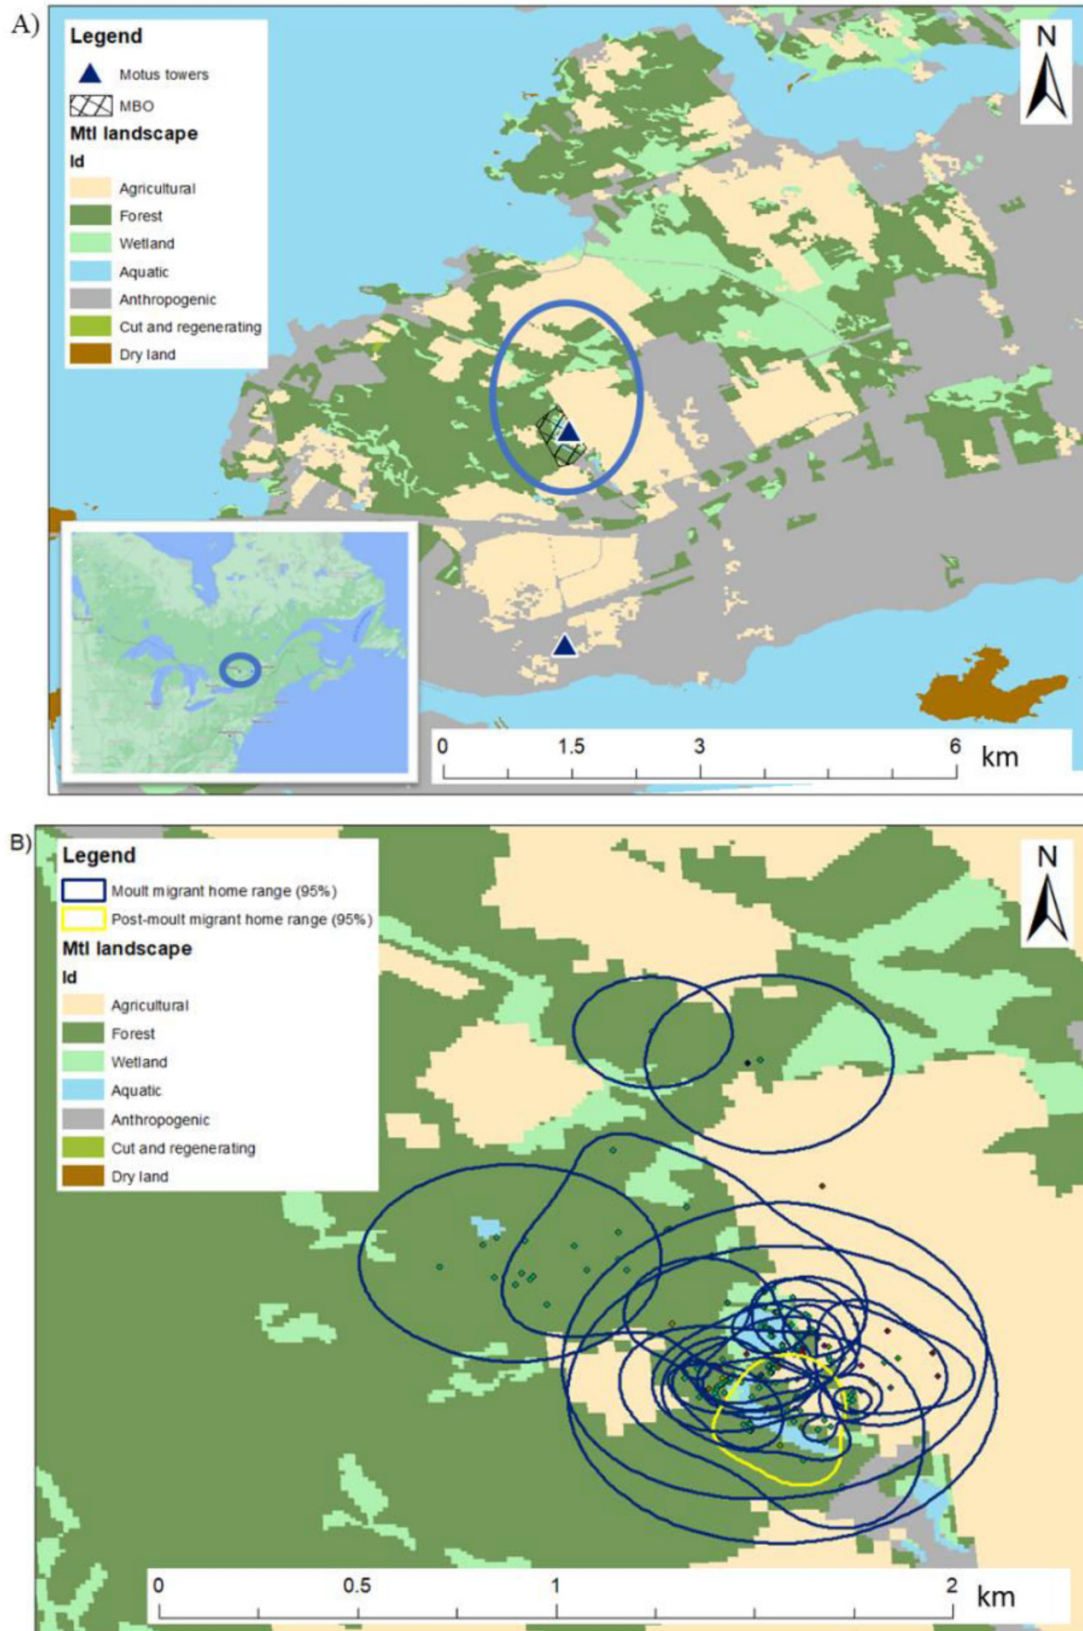 A)
Legend
Motus towers
MBO
Mtl landscape
Id
Agricultural
Forest
Wetland
Aquatic
Anthropogenic
Cut and regenerating
Dry land
N
0 1.5 3 6 km
B)
Legend
Moult migrant home range (95%)
Post-moult migrant home range (95%)
Mtl landscape
Id
Agricultural
Forest
Wetland
Aquatic
Anthropogenic
Cut and regenerating
Dry land
N
0 0.5 1 2 km